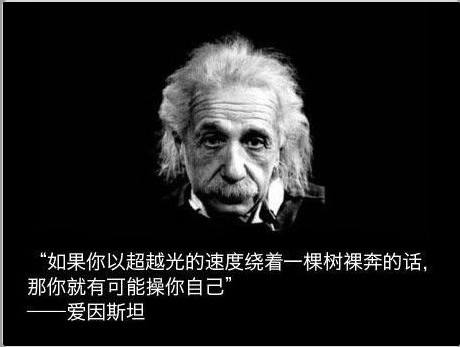 “如果你以超越光的速度绕着一棵树裸奔的话,
那你就有可能操你自己”
——爱因斯坦